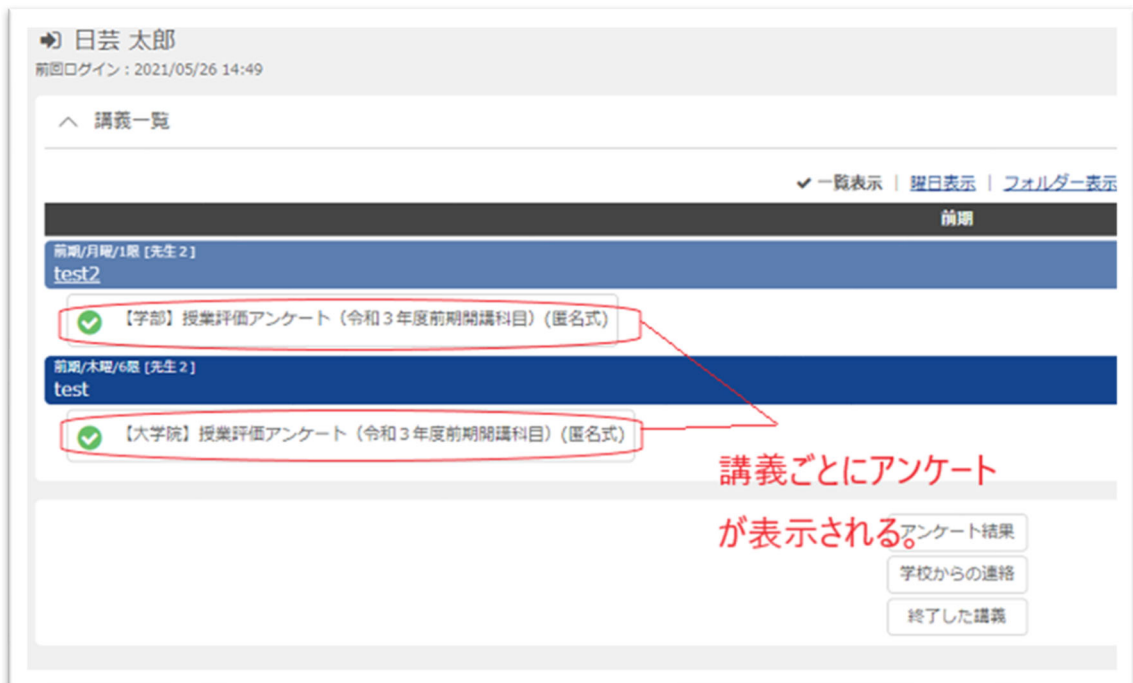 日芸 太郎
前回ログイン：2021/05/26 14:49
講義一覧
一覧表示 | 曜日表示 | フォルダー表示
前期
前期/月曜/1限 [先生２]
test2
【学部】授業評価アンケート（令和３年度前期開講科目）(匿名式)
前期/木曜/6限 [先生２]
test
【大学院】授業評価アンケート（令和３年度前期開講科目）(匿名式)
講義ごとにアンケート
が表示される。
アンケート結果
学校からの連絡
終了した講義